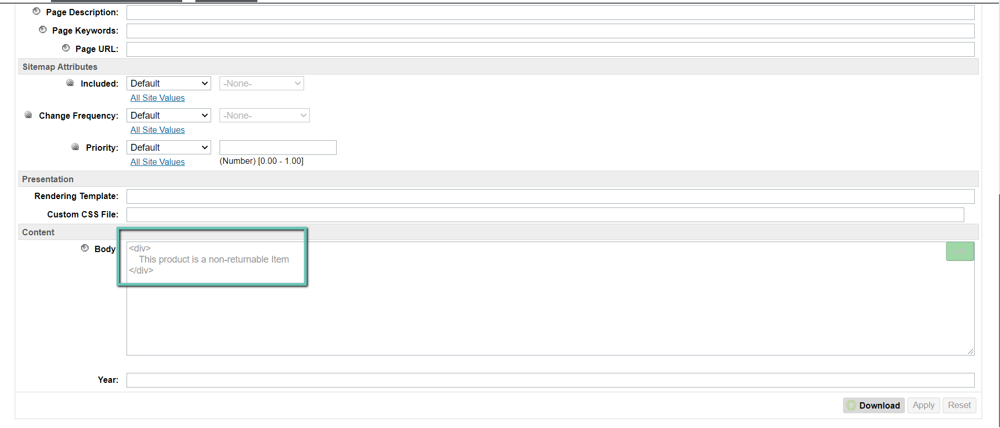 Page Description:
Page Keywords:
Page URL:
Sitemap Attributes
Included: Default -None-
All Site Values
Change Frequency: Default -None-
All Site Values
Priority: Default
All Site Values (Number) [0.00 - 1.00]
Presentation
Rendering Template:
Custom CSS File:
Content
Body <div>
This product is a non-returnable Item
</div>
Year:
Download Apply Reset